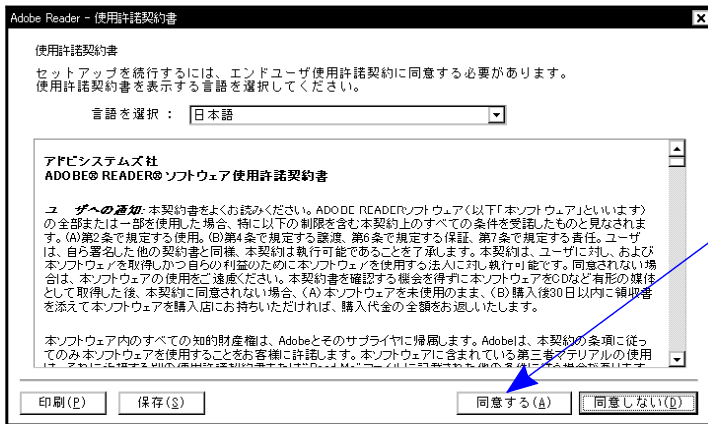 Adobe Reader - 使用許諾契約書
使用許諾契約書
セットアップを続行するには、エンドユーザ使用許諾契約に同意する必要があります。
使用許諾契約書を表示する言語を選択してください。
言語を選択 : 日本語
アドビシステムズ社
ADOBE® READER® ソフトウェア使用許諾契約書
ユーザへの通知: 本契約書をよくお読みください。ADOBE READERソフトウェア(以下「本ソフトウェア」といいます)
の全部または一部を使用した場合、特に以下の制限を含む本契約上のすべての条件を受諾したものと見なされま
す。(A)第2条で規定する使用。(B)第4条で規定する譲渡、第6条で規定する保証、第7条で規定する責任。ユーザ
は、自ら署名した他の契約書と同様、本契約は執行可能であることを了承します。本契約は、ユーザに対し、および
本ソフトウェアを取得しかつ自らの利益のために本ソフトウェアを使用する法人に対し執行可能です。同意されない場
合は、本ソフトウェアの使用をご遠慮ください。本契約書を確認する機会を得ずに本ソフトウェアをCDなど有形の媒体
として取得した後、本契約に同意されない場合、(A)本ソフトウェアを未使用のまま、(B)購入後30日以内に領収書
を添えて本ソフトウェアを購入店にお持ちいただければ、購入代金の全額をお返しいたします。
本ソフトウェア内のすべての知的財産権は、Adobeとそのサプライヤに帰属します。Adobeは、本契約の条項に従っ
てのみ本ソフトウェアを使用することをお客様に許諾します。本ソフトウェアに含まれている第三者マテリアルの使用
印刷(P) 保存(S) 同意する(A) 同意しない(D)